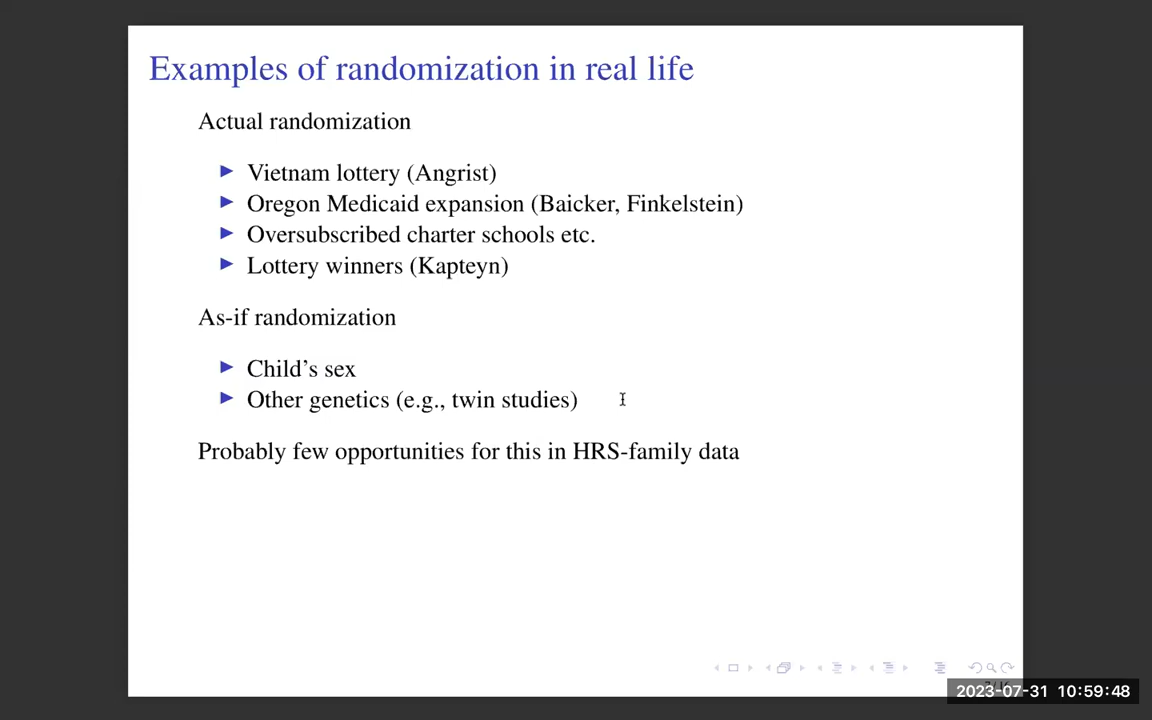 Examples of randomization in real life
Actual randomization
Vietnam lottery (Angrist)
Oregon Medicaid expansion (Baicker, Finkelstein)
Oversubscribed charter schools etc.
Lottery winners (Kapteyn)
As-if randomization
Child's sex
Other genetics (e.g., twin studies)
Probably few opportunities for this in HRS-family data
2023-07-31 10:59:48